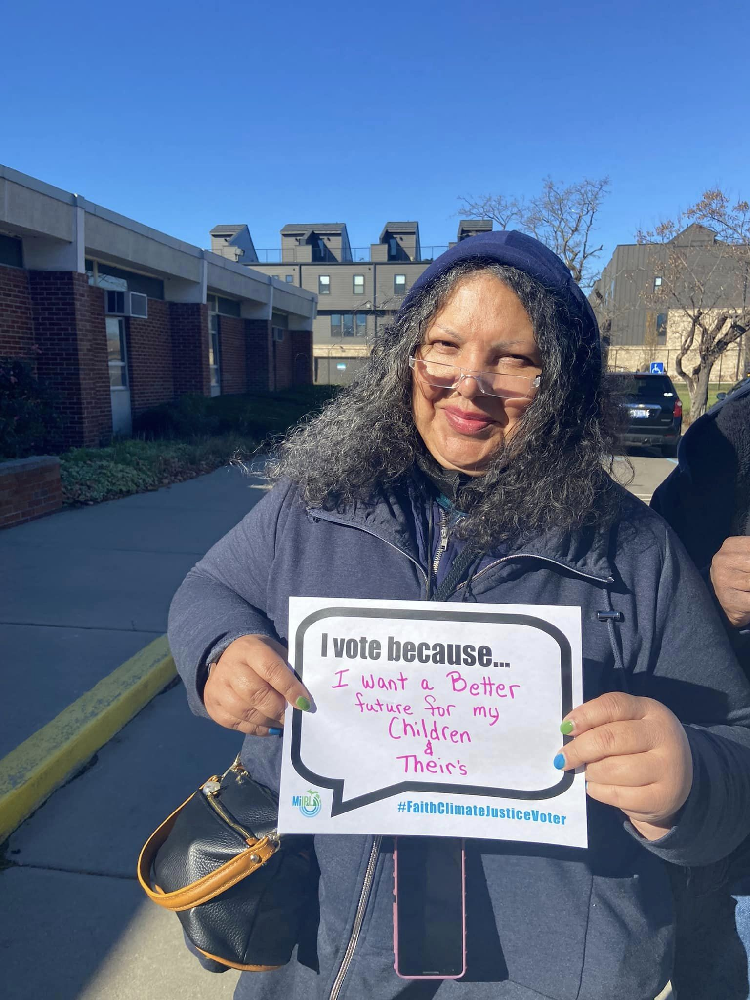 I vote because...
I want a Better
future for my
Children
&
Their's
MiIPL
#FaithClimateJusticeVoter